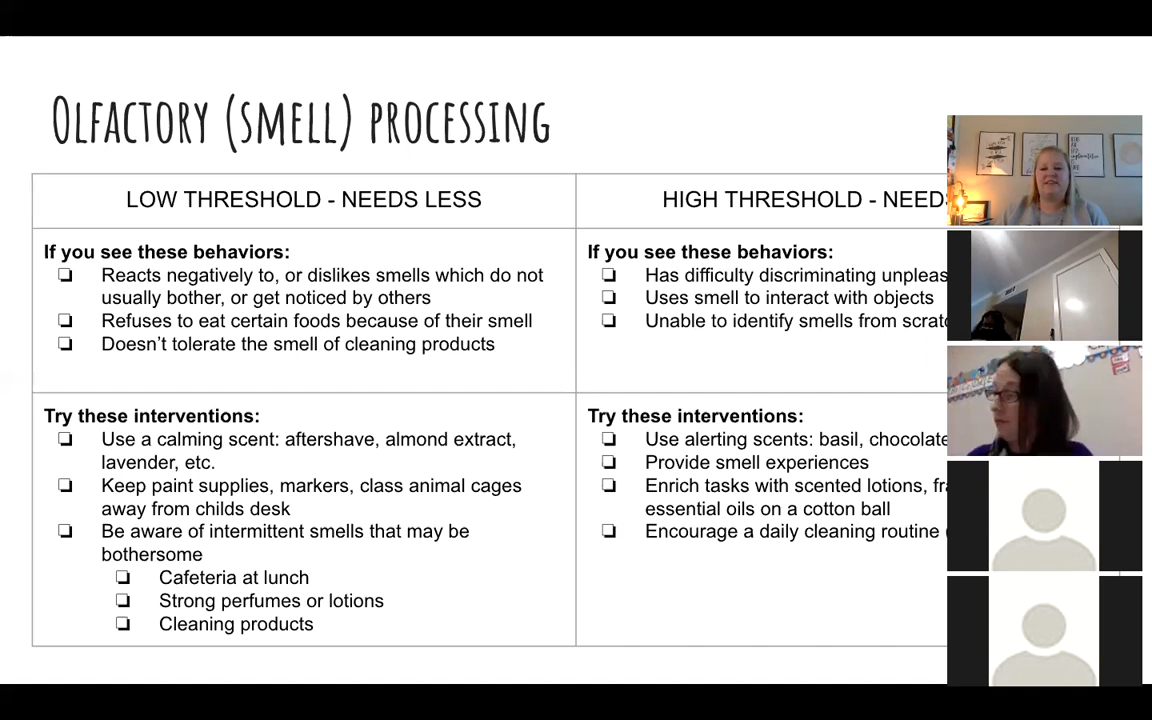 Olfactory (smell) processing
LOW THRESHOLD - NEEDS LESS
If you see these behaviors:
❏ Reacts negatively to, or dislikes smells which do not
usually bother, or get noticed by others
❏ Refuses to eat certain foods because of their smell
❏ Doesn’t tolerate the smell of cleaning products
HIGH THRESHOLD - NEED
If you see these behaviors:
❏ Has difficulty discriminating
❏ Uses smell to interact with objects
❏ Unable to identify smells from
Try these interventions:
❏ Use a calming scent: aftershave, almond extract,
lavender, etc.
❏ Keep paint supplies, markers, class animal cages
away from childs desk
❏ Be aware of intermittent smells that may be
bothersome
❏ Cafeteria at lunch
❏ Strong perfumes or lotions
❏ Cleaning products
Try these interventions:
❏ Use alerting scents: basil, chocolate
❏ Provide smell experiences
❏ Enrich tasks with scented lotions,
essential oils on a cotton ball
❏ Encourage a daily cleaning routine